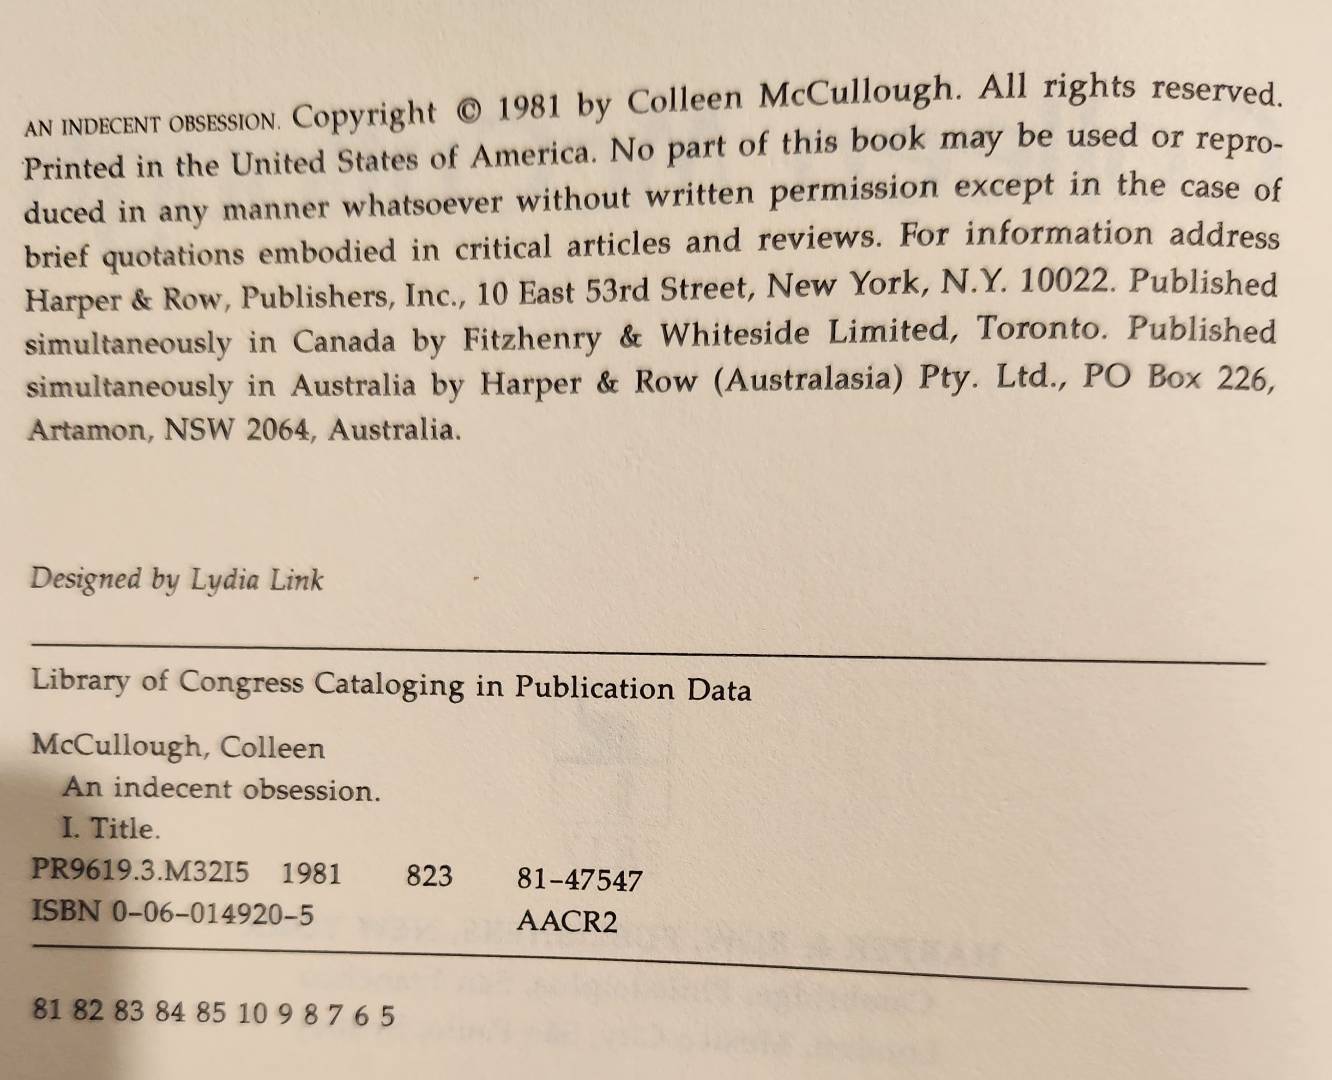 AN INDECENT OBSESSION. Copyright © 1981 by Colleen McCullough. All rights reserved.
Printed in the United States of America. No part of this book may be used or repro-
duced in any manner whatsoever without written permission except in the case of
brief quotations embodied in critical articles and reviews. For information address
Harper & Row, Publishers, Inc., 10 East 53rd Street, New York, N.Y. 10022. Published
simultaneously in Canada by Fitzhenry & Whiteside Limited, Toronto. Published
simultaneously in Australia by Harper & Row (Australasia) Pty. Ltd., PO Box 226,
Artamon, NSW 2064, Australia.
Designed by Lydia Link
Library of Congress Cataloging in Publication Data
McCullough, Colleen
An indecent obsession.
I. Title.
PR9619.3.M32I5 1981 823 81–47547
ISBN 0–06–014920–5 AACR2
81 82 83 84 85 10 9 8 7 6 5